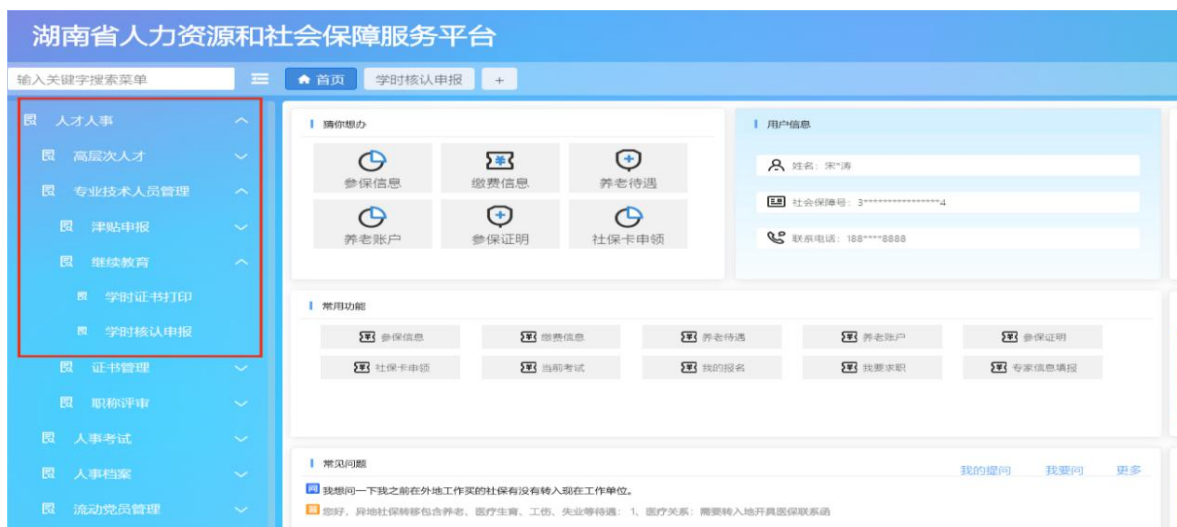 湖南省人力资源和社会保障服务平台
输入关键字搜索菜单
首页
学时核认申报
+
人才人事
高层次人才
专业技术人员管理
津贴申报
继续教育
学时证书打印
学时核认申报
证书管理
职称评审
人事考试
人事档案
流动党员管理
猜你想办
参保信息
缴费信息
养老待遇
养老账户
参保证明
社保卡申领
用户信息
姓名：宋*涛
社会保障号：3****************4
联系电话：188****8888
常用功能
参保信息
缴费信息
养老待遇
养老账户
参保证明
社保卡申领
当前考试
我的报名
我要求职
专家信息填报
常见问题
我的提问
我要问
更多
问 我想问一下我之前在外地工作买的社保有没有转入现在工作单位。
您好，异地社保转移包含养老、医疗生育、工伤、失业等待遇： 1、医疗关系：需要转入地开具医保联系函